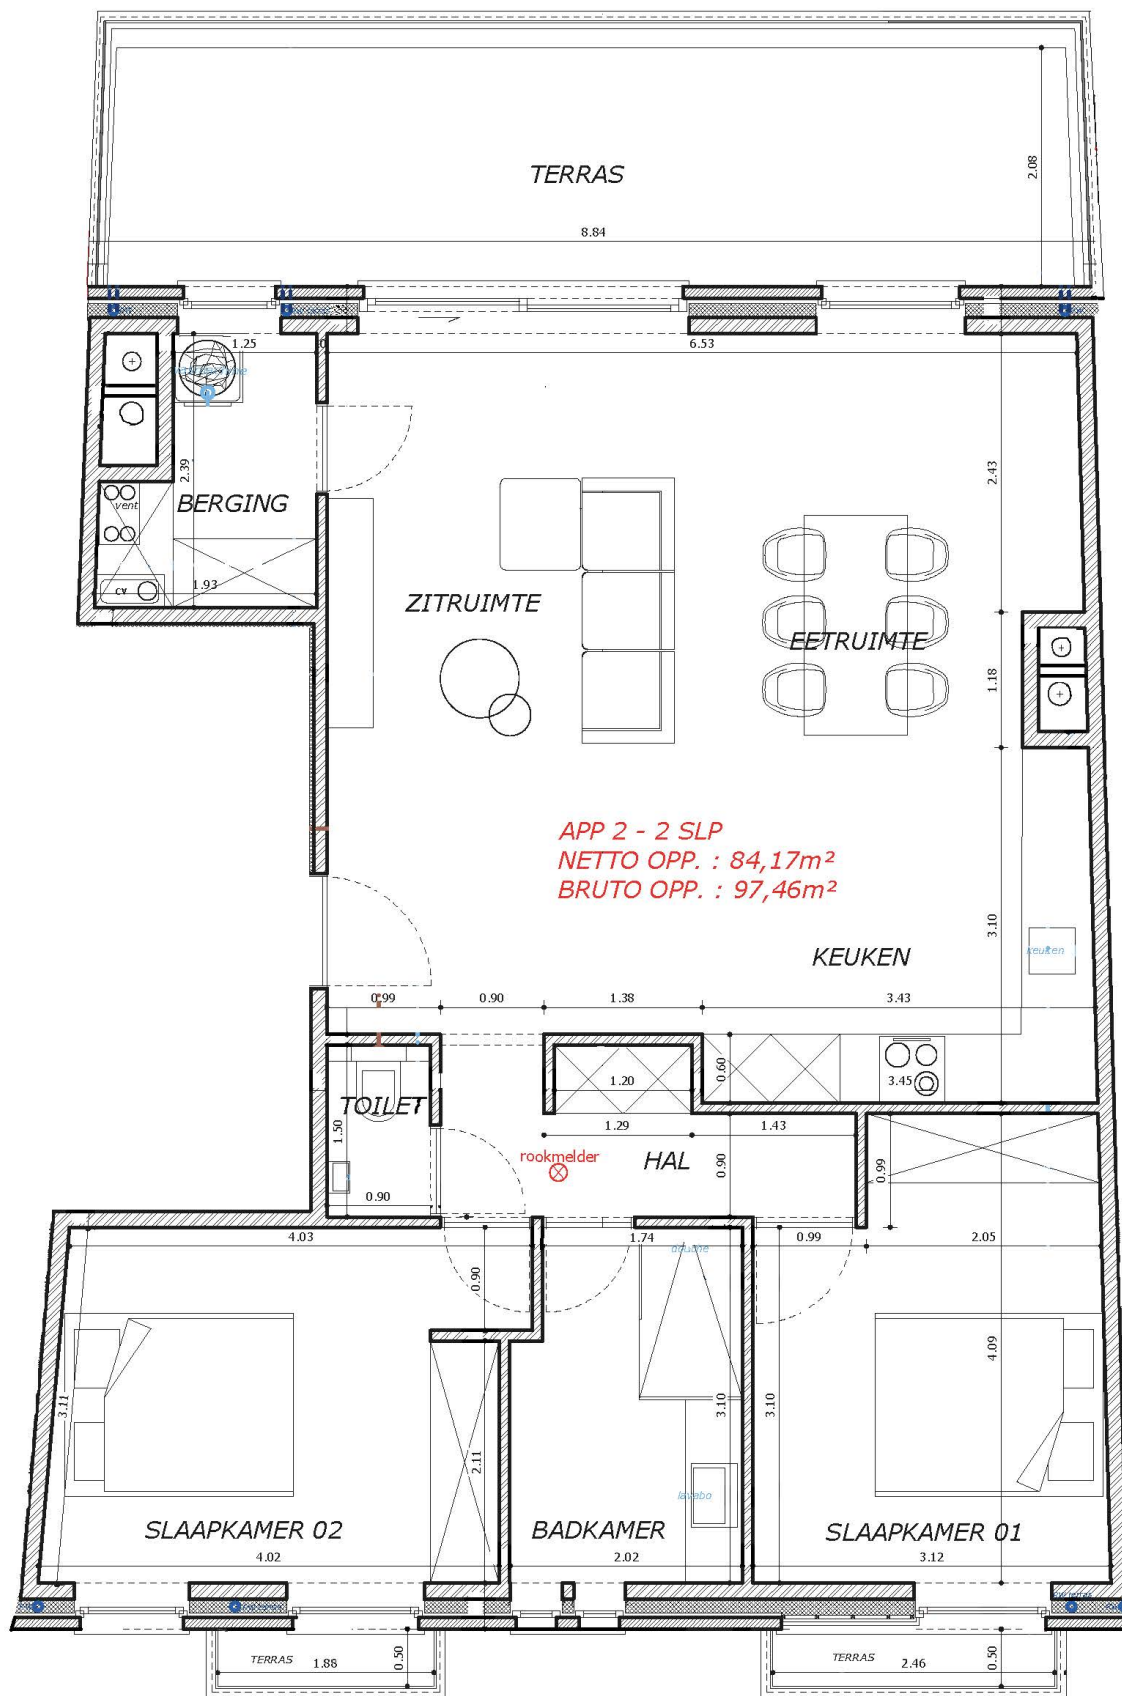 TERRAS
2.08
8.84
1.25
6.53
2.39
2.43
BERGING
vent
1.93
CV
ZITRUIMTE
EETRUIMTE
1.18
APP 2 - 2 SLP
NETTO OPP. : 84,17m²
BRUTO OPP. : 97,46m²
3.10
KEUKEN
keuken
0.99
0.90
1.38
3.43
0.60
1.20
3.45
TOILET
1.50
1.29
1.43
rookmelder
HAL
0.90
0.99
0.90
4.03
1.74
douche
0.99
2.05
0.90
4.09
3.11
3.10
3.10
2.11
lavabo
SLAAPKAMER 02
BADKAMER
SLAAPKAMER 01
4.02
2.02
3.12
TERRAS
1.88
0.50
TERRAS
2.46
0.50